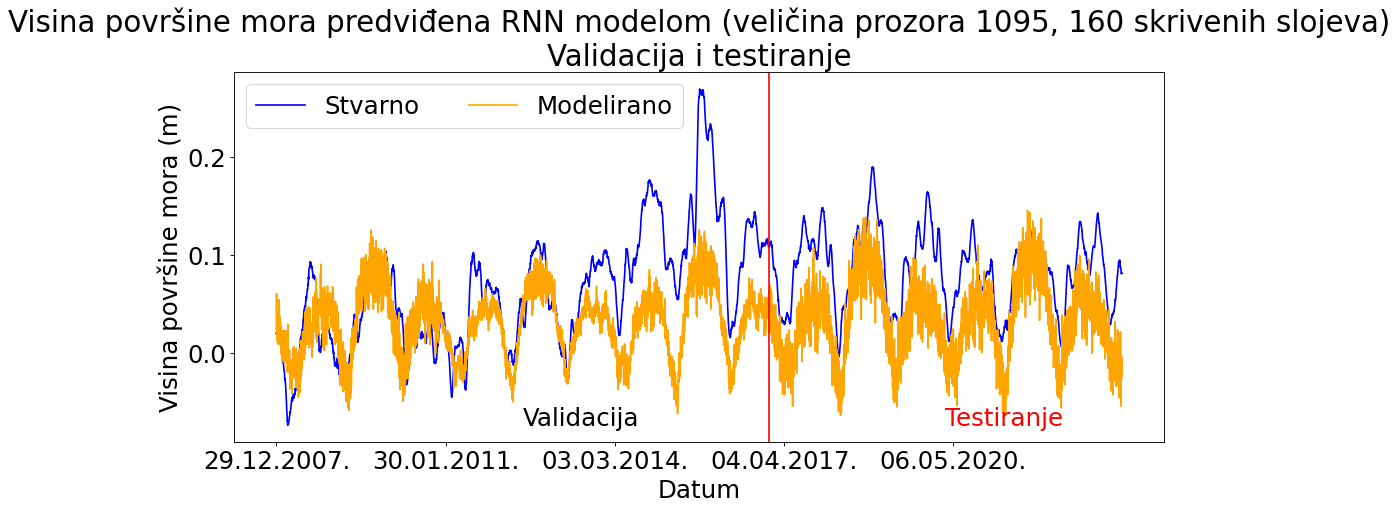 Visina površine mora predviđena RNN modelom (veličina prozora 1095, 160 skrivenih slojeva)
Validacija i testiranje
Stvarno Modelirano
Visina površine mora (m)
0.2
0.1
0.0
Validacija
Testiranje
29.12.2007. 30.01.2011. 03.03.2014. 04.04.2017. 06.05.2020.
Datum